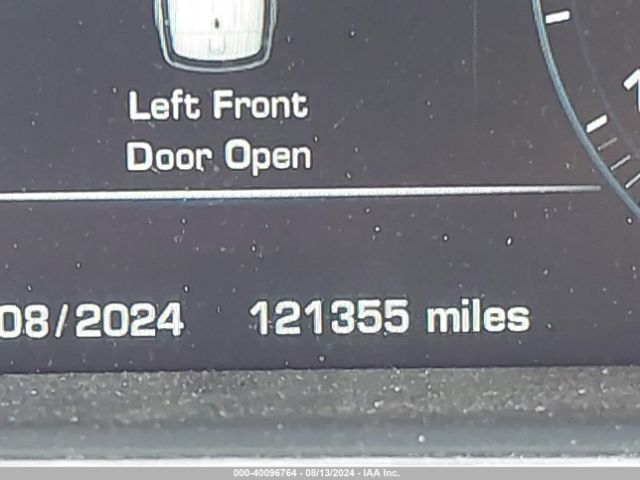 Left Front
Door Open
08/2024 121355 miles
000-40096764 - 08/13/2024 - IAA Inc.